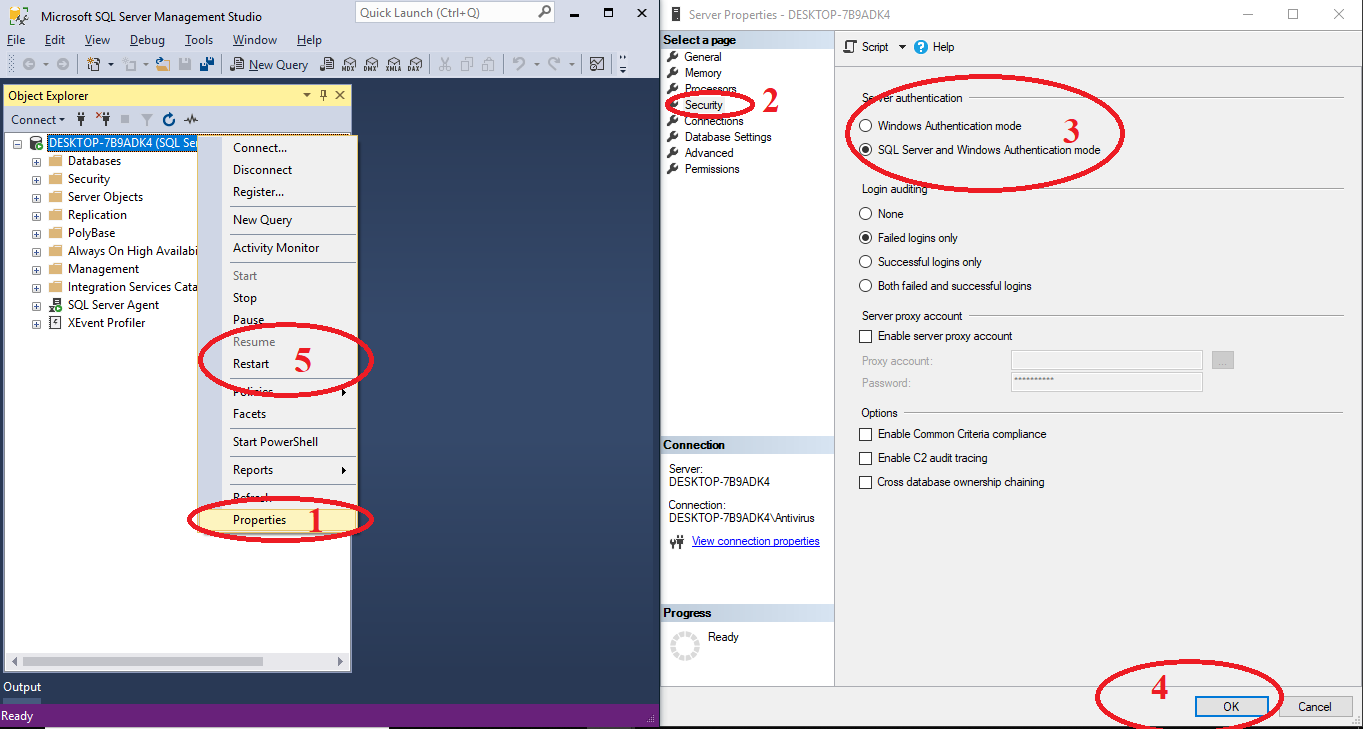 Microsoft SQL Server Management Studio
Quick Launch (Ctrl+Q)
File Edit View Debug Tools Window Help
New Query MDX DMX XMLA DAX
Object Explorer
Connect
DESKTOP-7B9ADK4 (SQL Se
Databases
Security
Server Objects
Replication
PolyBase
Always On High Availabi
Management
Integration Services Cata
SQL Server Agent
XEvent Profiler
Connect...
Disconnect
Register...
New Query
Activity Monitor
Start
Stop
Pause
Resume
Restart
5
Policies
Facets
Start PowerShell
Reports
Refresh
Properties
1
Output
Ready
Server Properties - DESKTOP-7B9ADK4
Select a page
General
Memory
Processors
Security
2
Connections
Database Settings
Advanced
Permissions
Connection
Server:
DESKTOP-7B9ADK4
Connection:
DESKTOP-7B9ADK4\Antivirus
View connection properties
Progress
Ready
Script ? Help
Server authentication
Windows Authentication mode
3
SQL Server and Windows Authentication mode
Login auditing
None
Failed logins only
Successful logins only
Both failed and successful logins
Server proxy account
Enable server proxy account
Proxy account:
...
Password:
**********
Options
Enable Common Criteria compliance
Enable C2 audit tracing
Cross database ownership chaining
4
OK Cancel